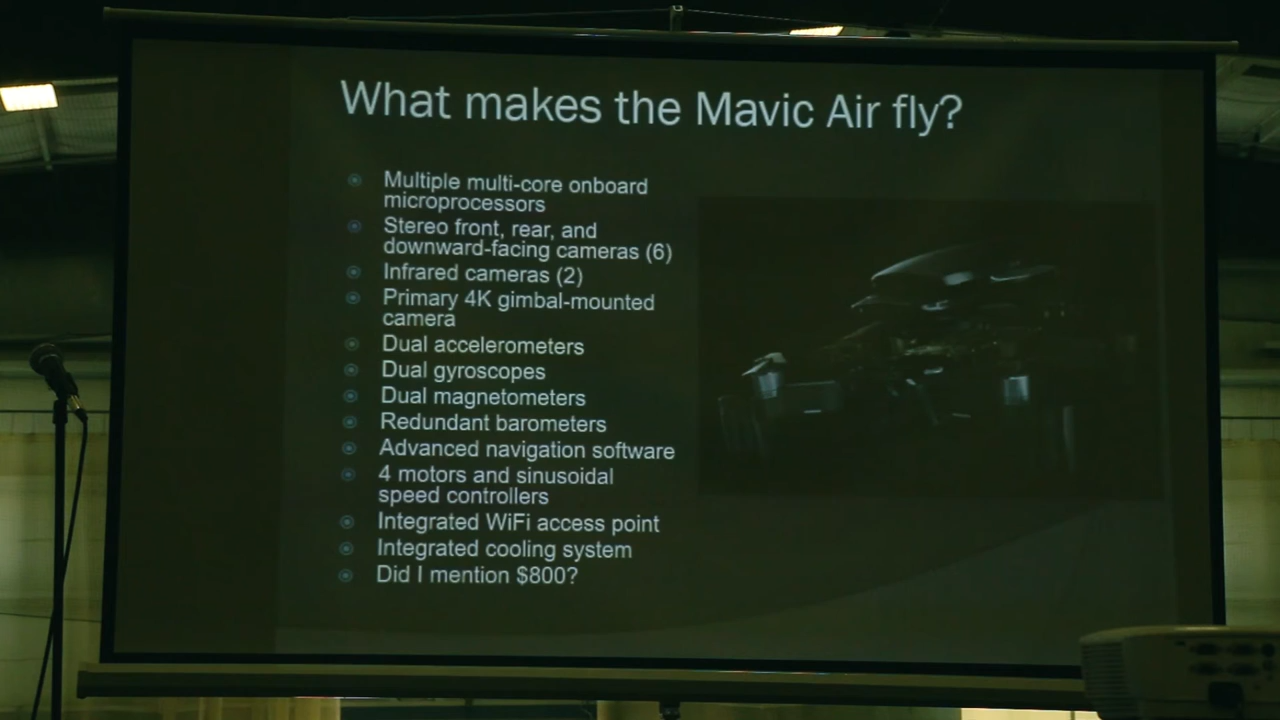 What makes the Mavic Air fly?
Multiple multi-core onboard
microprocessors
Stereo front, rear, and
downward-facing cameras (6)
Infrared cameras (2)
Primary 4K gimbal-mounted
camera
Dual accelerometers
Dual gyroscopes
Dual magnetometers
Redundant barometers
Advanced navigation software
4 motors and sinusoidal
speed controllers
Integrated WiFi access point
Integrated cooling system
Did I mention $800?